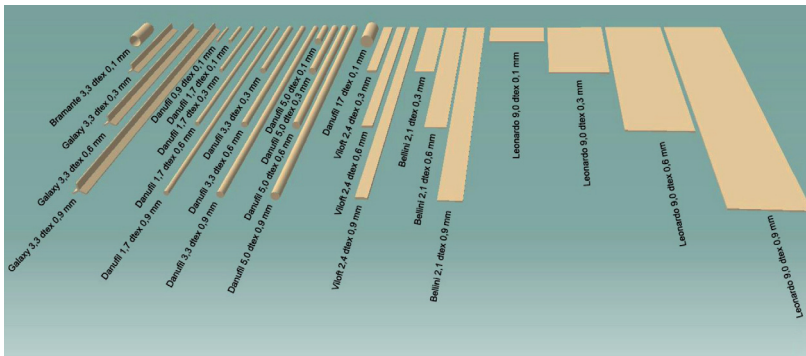 Bramante 3,3 dtex 0,1 mm
Galaxy 3,3 dtex 0,3 mm
Galaxy 3,3 dtex 0,6 mm
Galaxy 3,3 dtex 0,9 mm
Danufil 0,9 dtex 0,1 mm
Danufil 1,7 dtex 0,1 mm
Danufil 1,7 dtex 0,3 mm
Danufil 1,7 dtex 0,6 mm
Danufil 1,7 dtex 0,9 mm
Danufil 3,3 dtex 0,3 mm
Danufil 3,3 dtex 0,6 mm
Danufil 3,3 dtex 0,9 mm
Danufil 5,0 dtex 0,1 mm
Danufil 5,0 dtex 0,3 mm
Danufil 5,0 dtex 0,6 mm
Danufil 5,0 dtex 0,9 mm
Danufil 17 dtex 0,1 mm
Viloft 2,4 dtex 0,3 mm
Viloft 2,4 dtex 0,6 mm
Viloft 2,4 dtex 0,9 mm
Bellini 2,1 dtex 0,3 mm
Bellini 2,1 dtex 0,6 mm
Bellini 2,1 dtex 0,9 mm
Leonardo 9,0 dtex 0,1 mm
Leonardo 9,0 dtex 0,3 mm
Leonardo 9,0 dtex 0,6 mm
Leonardo 9,0 dtex 0,9 mm